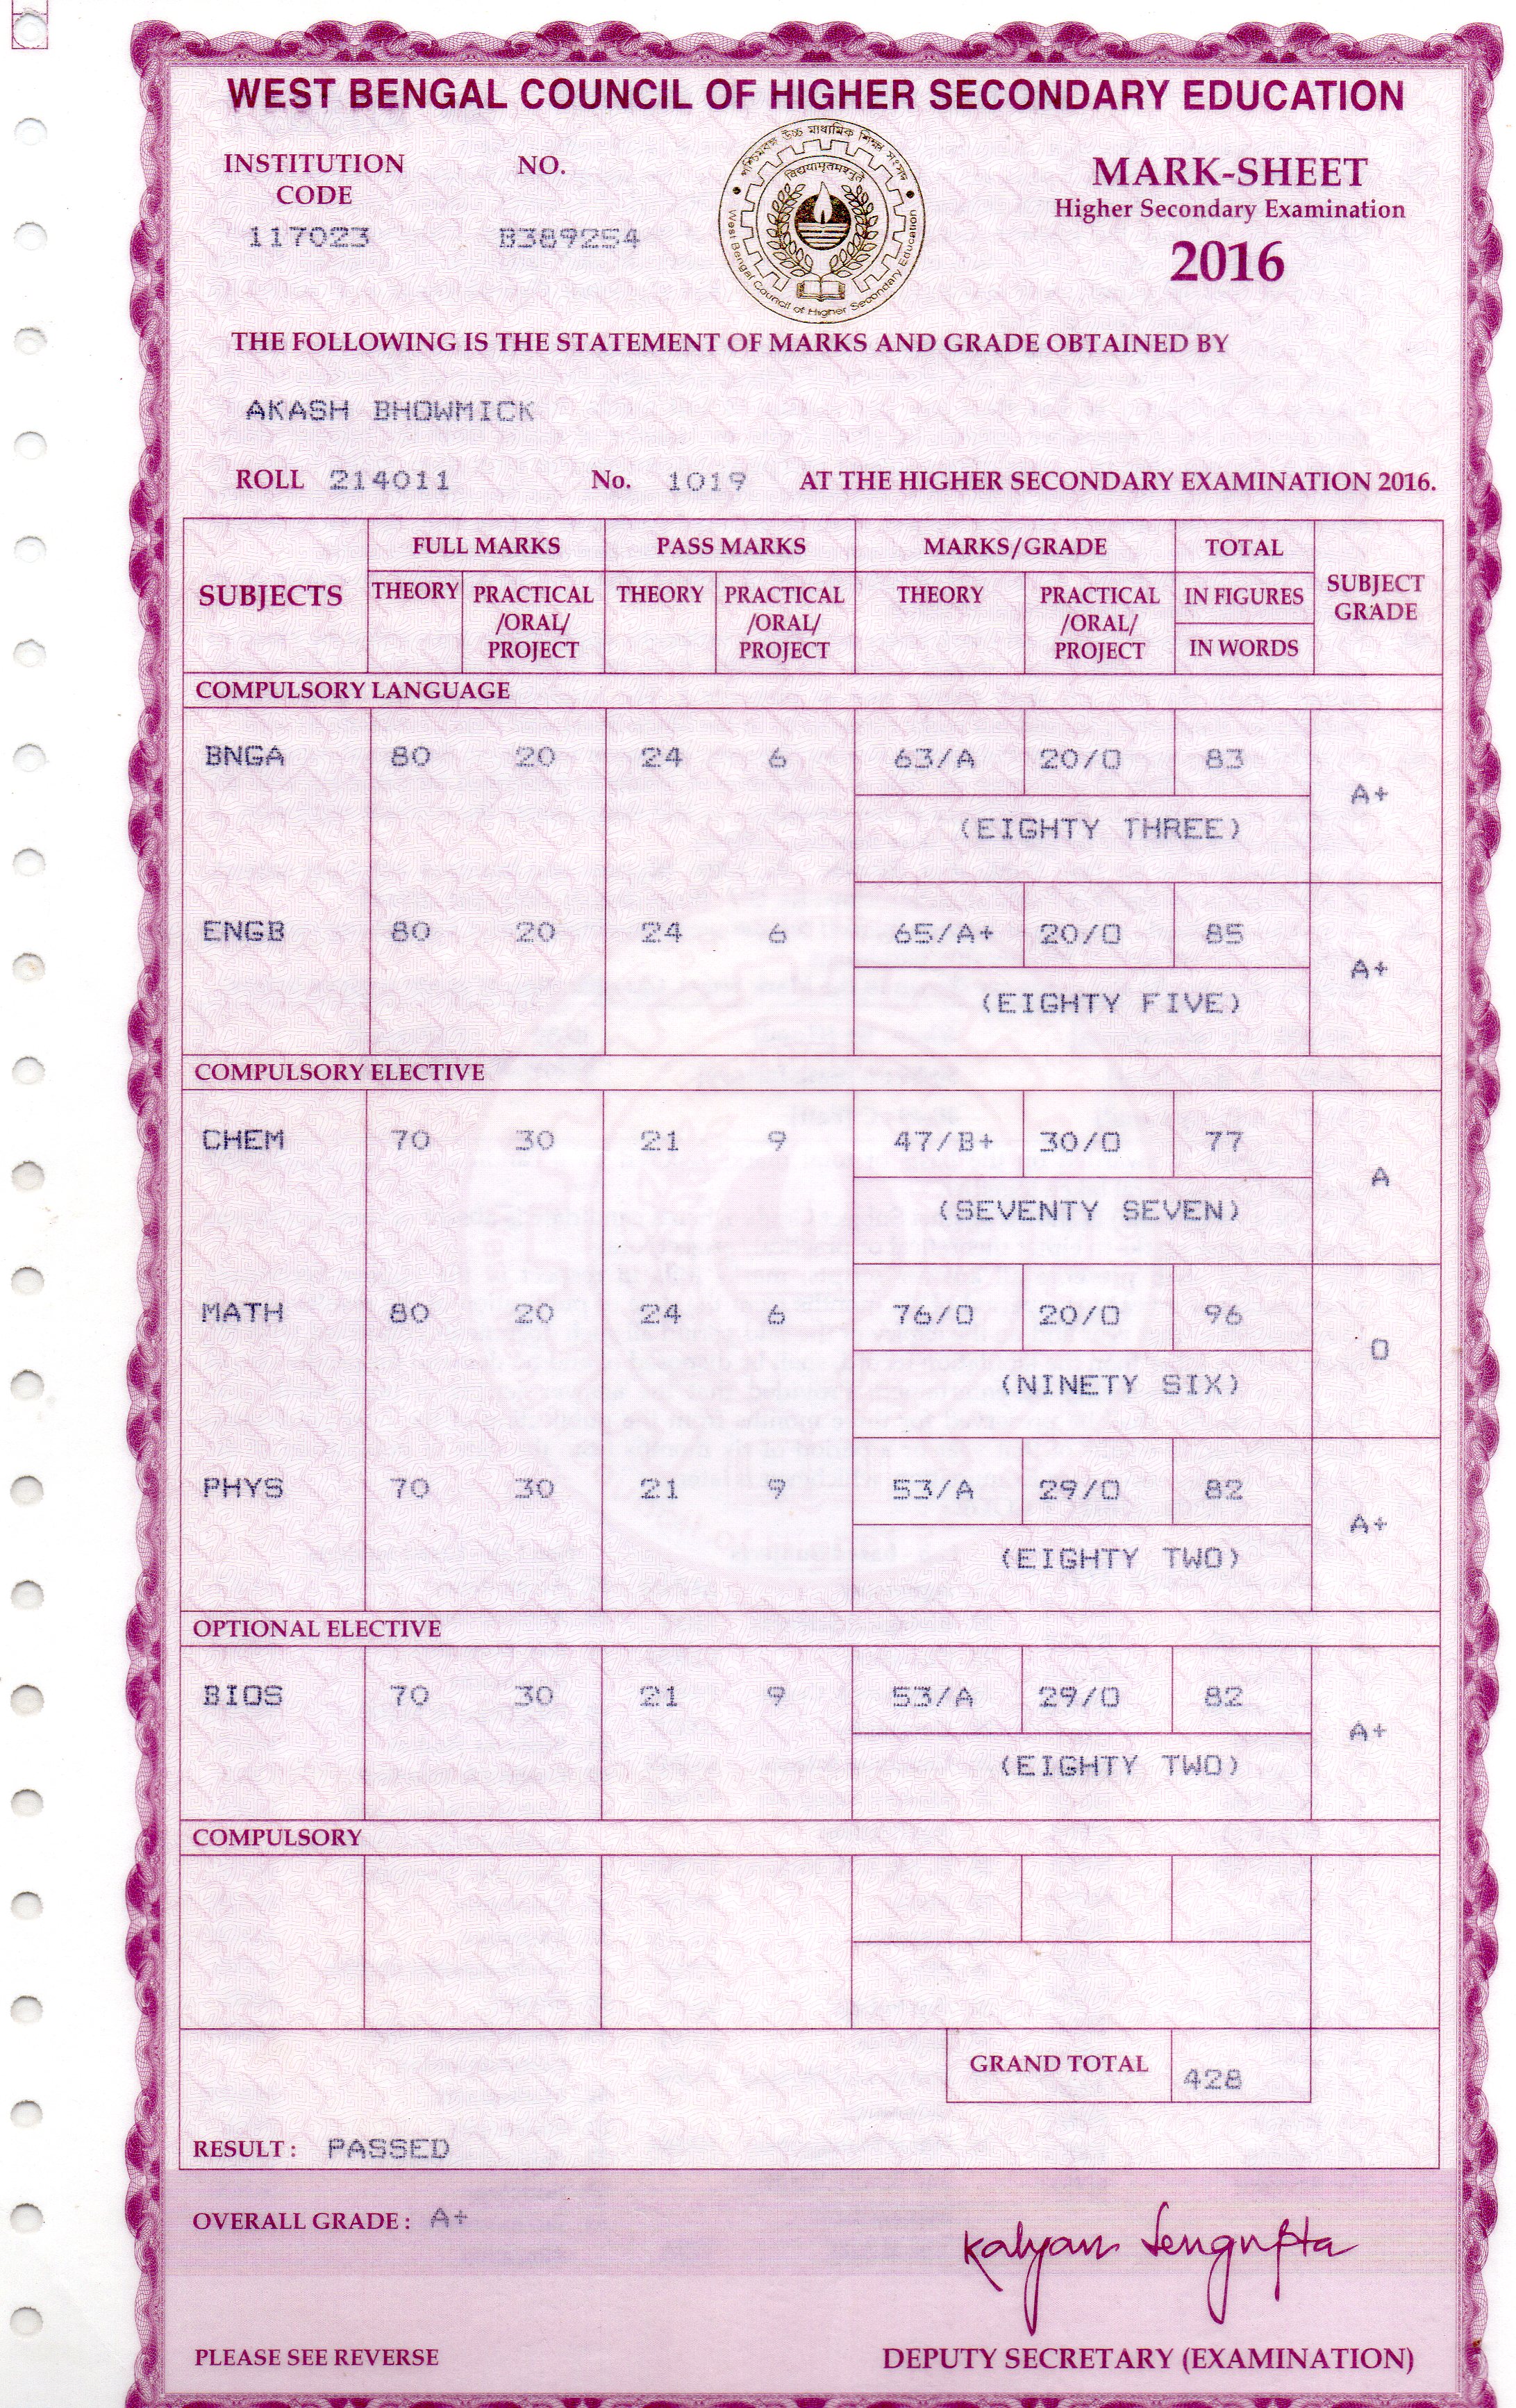 WEST BENGAL COUNCIL OF HIGHER SECONDARY EDUCATION
INSTITUTION CODE
117023
NO.
B389254
পশ্চিমবঙ্গ উচ্চ মাধ্যমিক শিক্ষা সংসদ
विद्ययामृतमश्नुते
West Bengal Council of Higher Secondary Education
MARK-SHEET
Higher Secondary Examination
2016
THE FOLLOWING IS THE STATEMENT OF MARKS AND GRADE OBTAINED BY
AKASH BHOWMICK
ROLL 214011 No. 1019 AT THE HIGHER SECONDARY EXAMINATION 2016.
SUBJECTS FULL MARKS PASS MARKS MARKS/GRADE TOTAL SUBJECT GRADE
THEORY PRACTICAL /ORAL/ PROJECT THEORY PRACTICAL /ORAL/ PROJECT THEORY PRACTICAL /ORAL/ PROJECT IN FIGURES
IN WORDS
COMPULSORY LANGUAGE
BNGA 80 20 24 6 63/A 20/O 83
A+
(EIGHTY THREE)
ENGB 80 20 24 6 65/A+ 20/O 85
A+
(EIGHTY FIVE)
COMPULSORY ELECTIVE
CHEM 70 30 21 9 47/B+ 30/O 77
A
(SEVENTY SEVEN)
MATH 80 20 24 6 76/O 20/O 96
O
(NINETY SIX)
PHYS 70 30 21 9 53/A 29/O 82
A+
(EIGHTY TWO)
OPTIONAL ELECTIVE
BIOS 70 30 21 9 53/A 29/O 82
A+
(EIGHTY TWO)
COMPULSORY
GRAND TOTAL 428
RESULT : PASSED
OVERALL GRADE : A+
Kalyan Sengupta
PLEASE SEE REVERSE
DEPUTY SECRETARY (EXAMINATION)